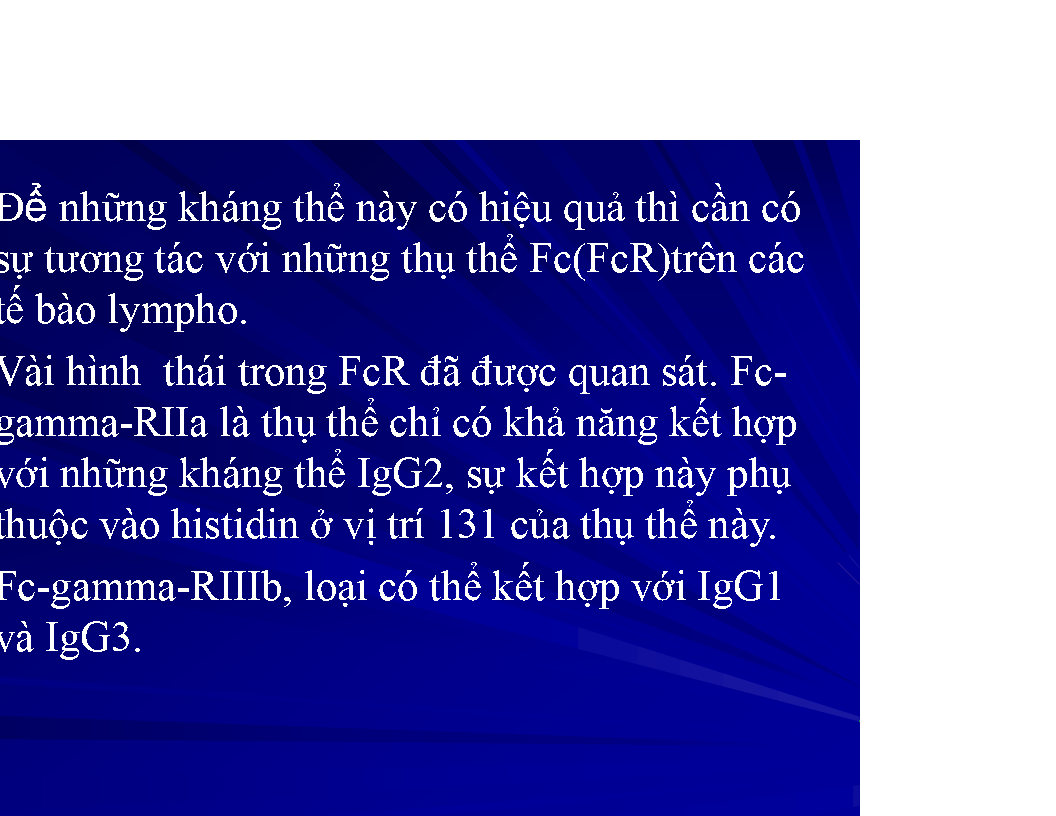 Để những kháng thể này có hiệu quả thì cần có
sự tương tác với những thụ thể Fc(FcR)trên các
tế bào lympho.
Vài hình  thái trong FcR đã được quan sát. Fc-
gamma-RIIa là thụ thể chỉ có khả năng kết hợp
với những kháng thể IgG2, sự kết hợp này phụ
thuộc vào histidin ở vị trí 131 của thụ thể này.
Fc-gamma-RIIIb, loại có thể kết hợp với IgG1
và IgG3.